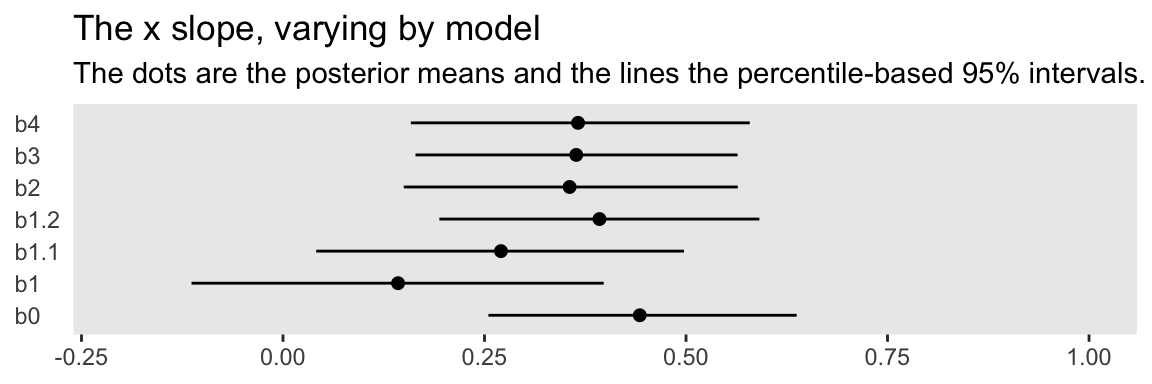 The x slope, varying by model
The dots are the posterior means and the lines the percentile-based 95% intervals.
b4
b3
b2
b1.2
b1.1
b1
b0
-0.25 0.00 0.25 0.50 0.75 1.00